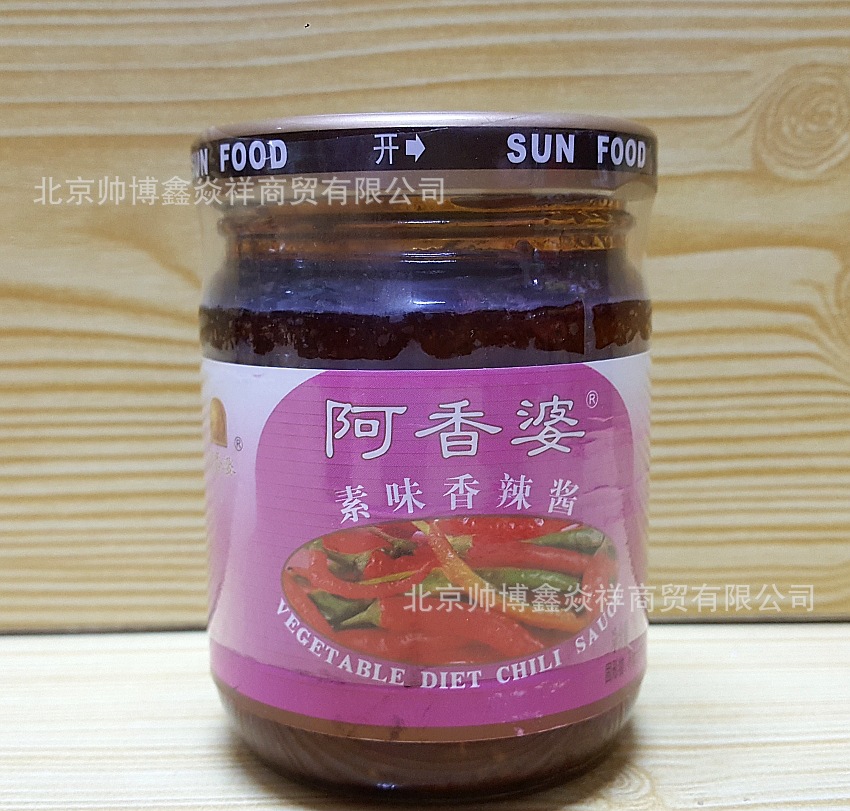 UN FOOD 开 SUN FOOD
北京帅博鑫焱祥商贸有限公司
阿香婆®
®
素味香辣酱
北京帅博鑫焱祥商贸有限公司
VEGETABLE DIET CHILI SAUC